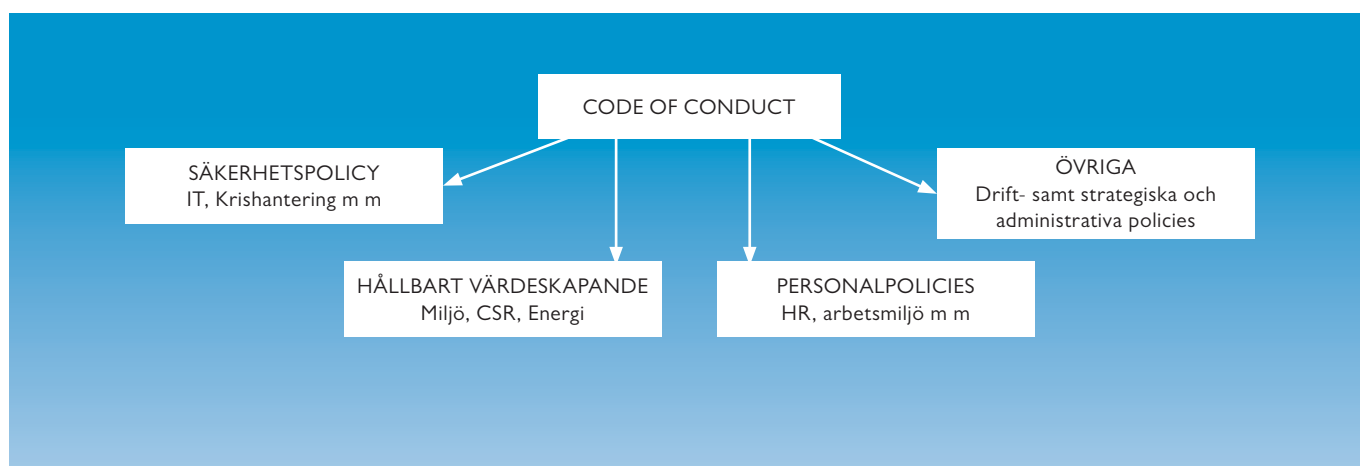 CODE OF CONDUCT
SÄKERHETSPOLICY
IT, Krishantering m m
ÖVRIGA
Drift- samt strategiska och
administrativa policies
HÅLLBART VÄRDESKAPANDE
Miljö, CSR, Energi
PERSONALPOLICIES
HR, arbetsmiljö m m